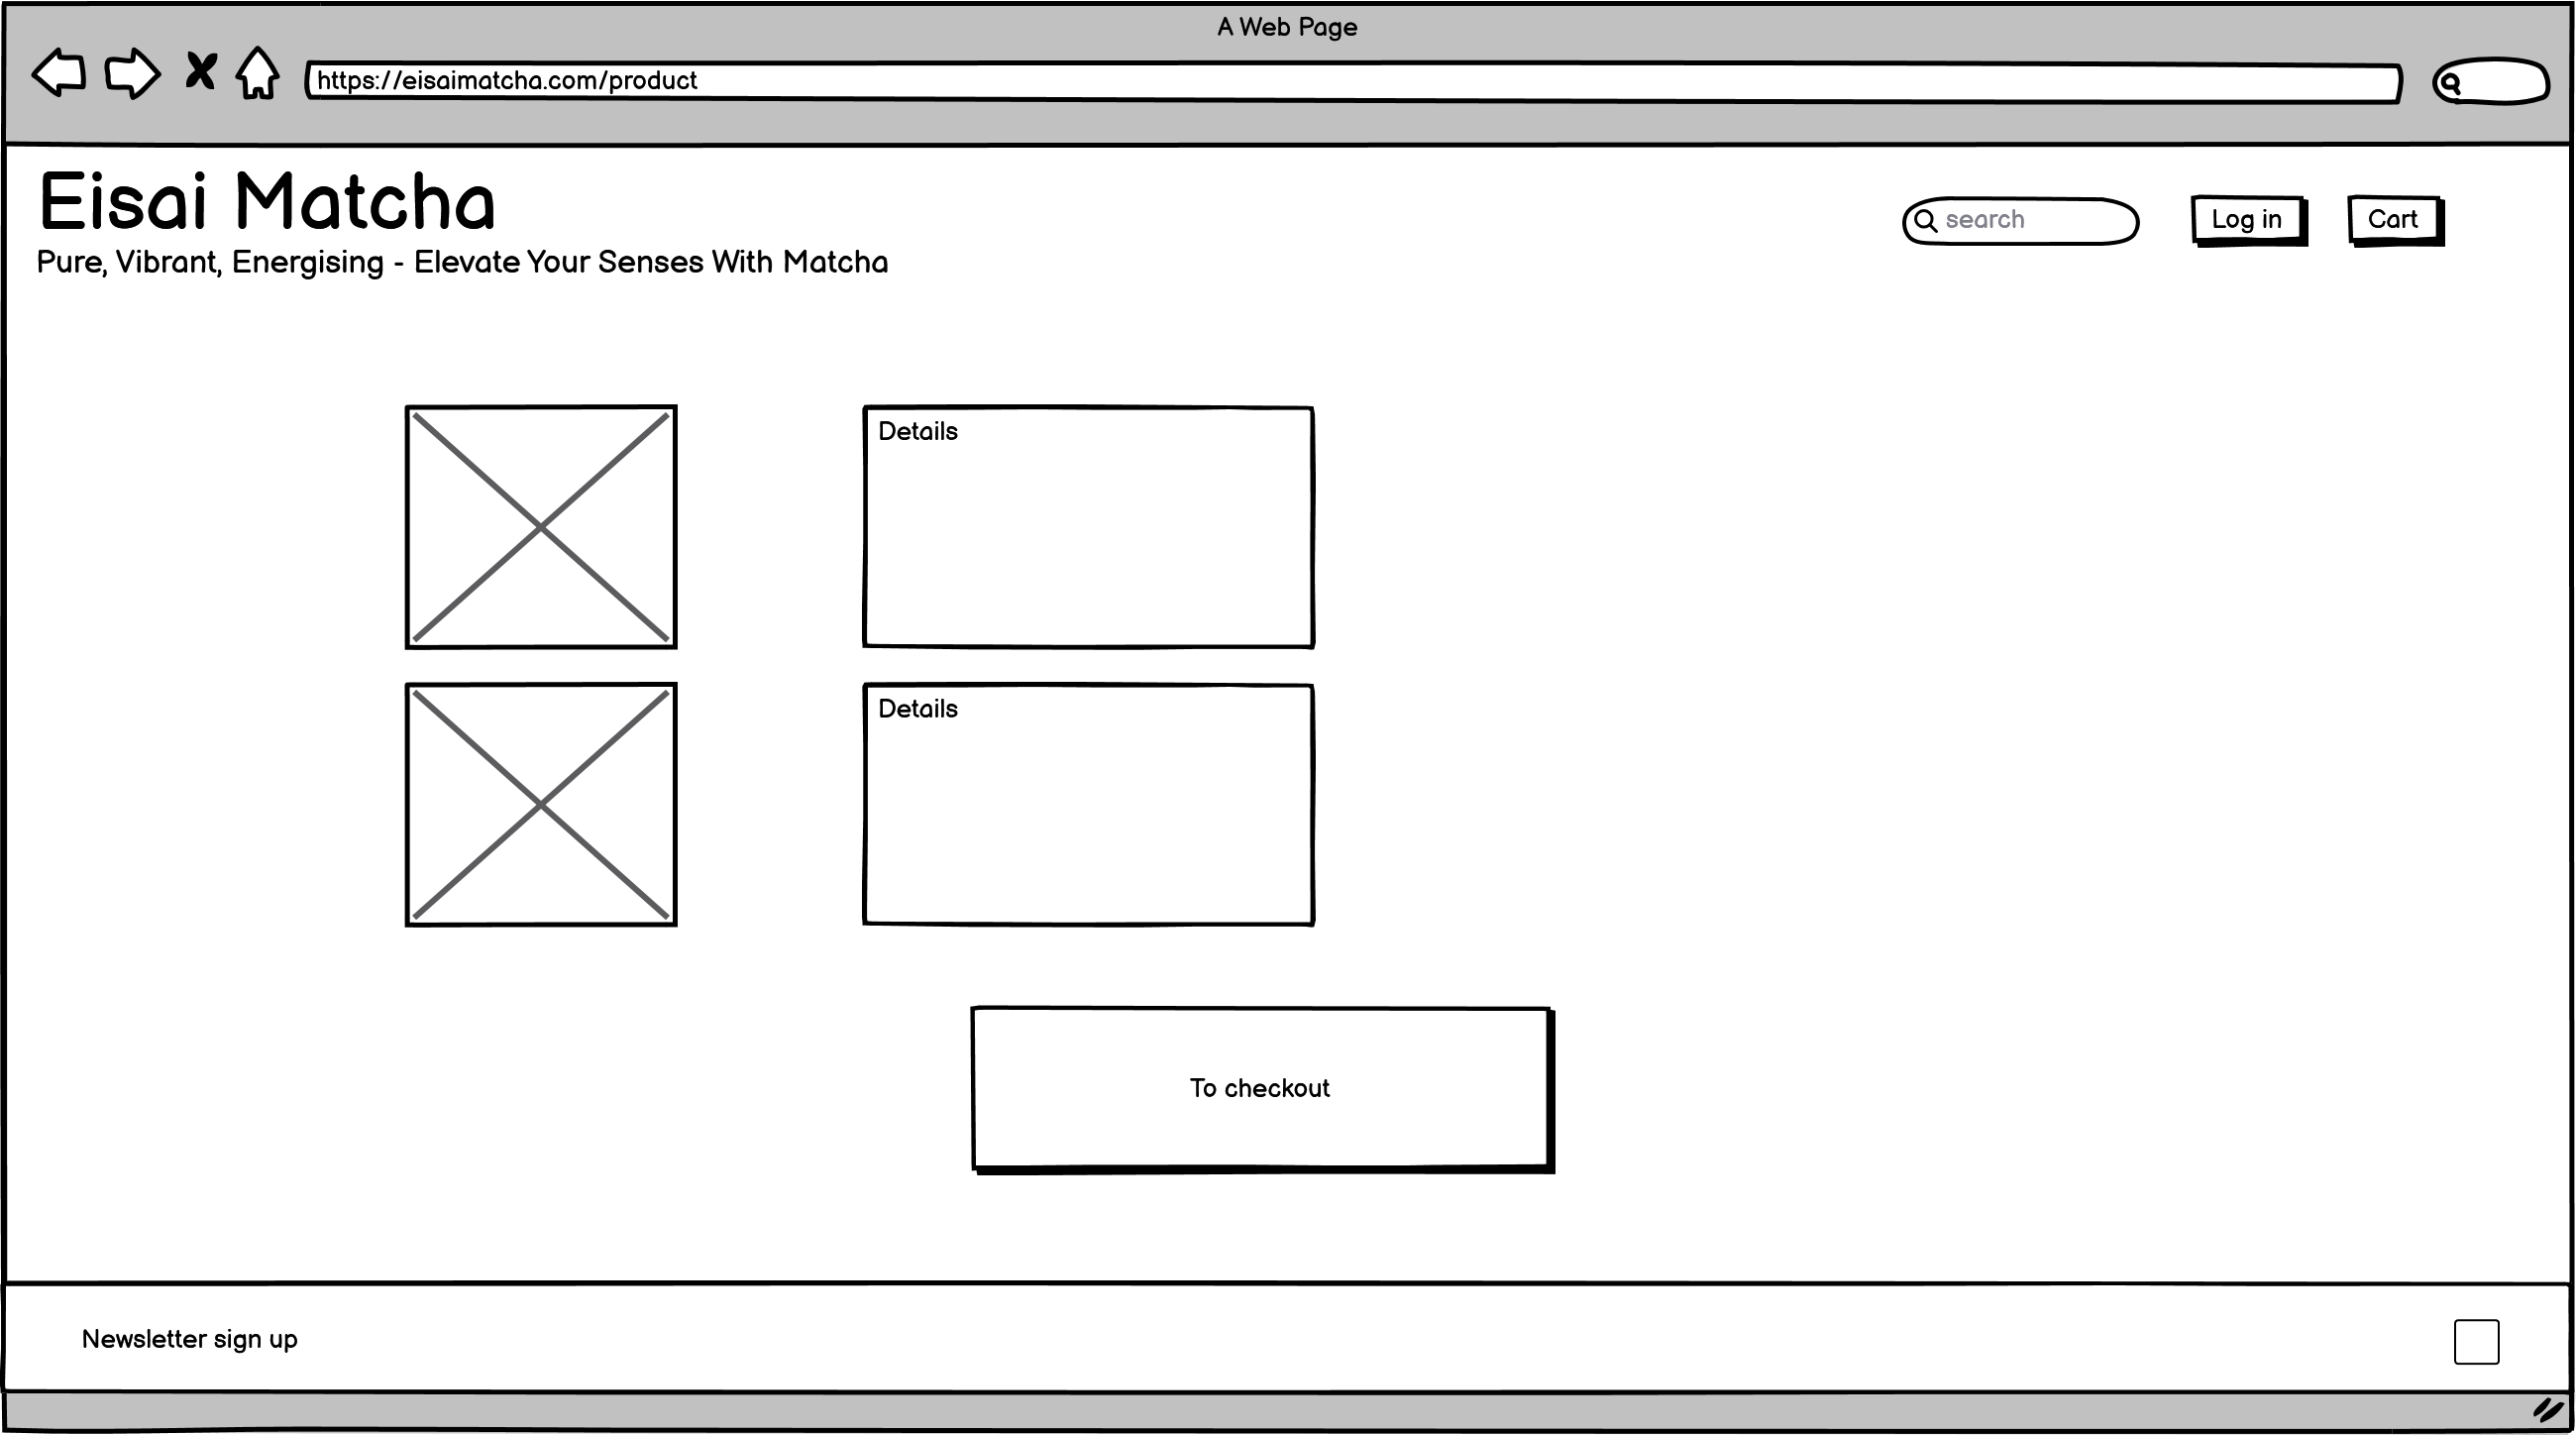 A Web Page
https://eisaimatcha.com/product
Eisai Matcha
Pure, Vibrant, Energising - Elevate Your Senses With Matcha
search
Log in
Cart
Details
Details
To checkout
Newsletter sign up